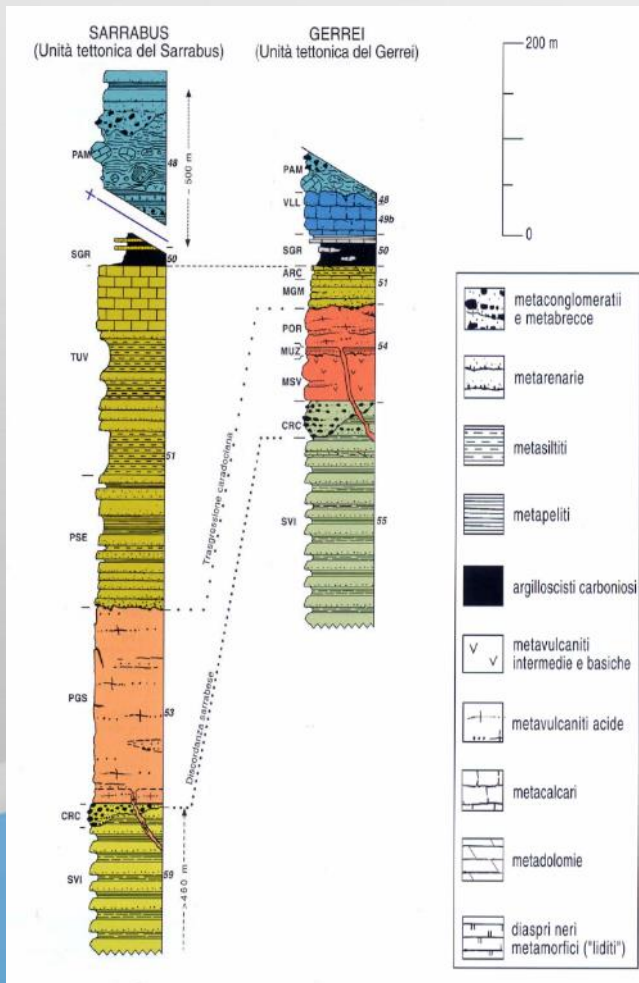 SARRABUS
(Unità tettonica del Sarrabus)
PAM
48
~ 500 m
SGR
50
TUV
51
PSE
PGS
53
CRC
SVI
59
>460 m
Trasgressione caradociana
Discordanza sarrabese
GERREI
(Unità tettonica del Gerrei)
PAM
48
VLL
49b
SGR
50
ARC
51
MGM
POR
54
MUZ
MSV
CRC
SVI
55
200 m
0
metaconglomeratii
e metabrecce
metarenarie
metasiltiti
metapeliti
argilloscisti carboniosi
metavulcaniti
intermedie e basiche
metavulcaniti acide
metacalcari
metadolomie
diaspri neri
metamorfici ("liditi")